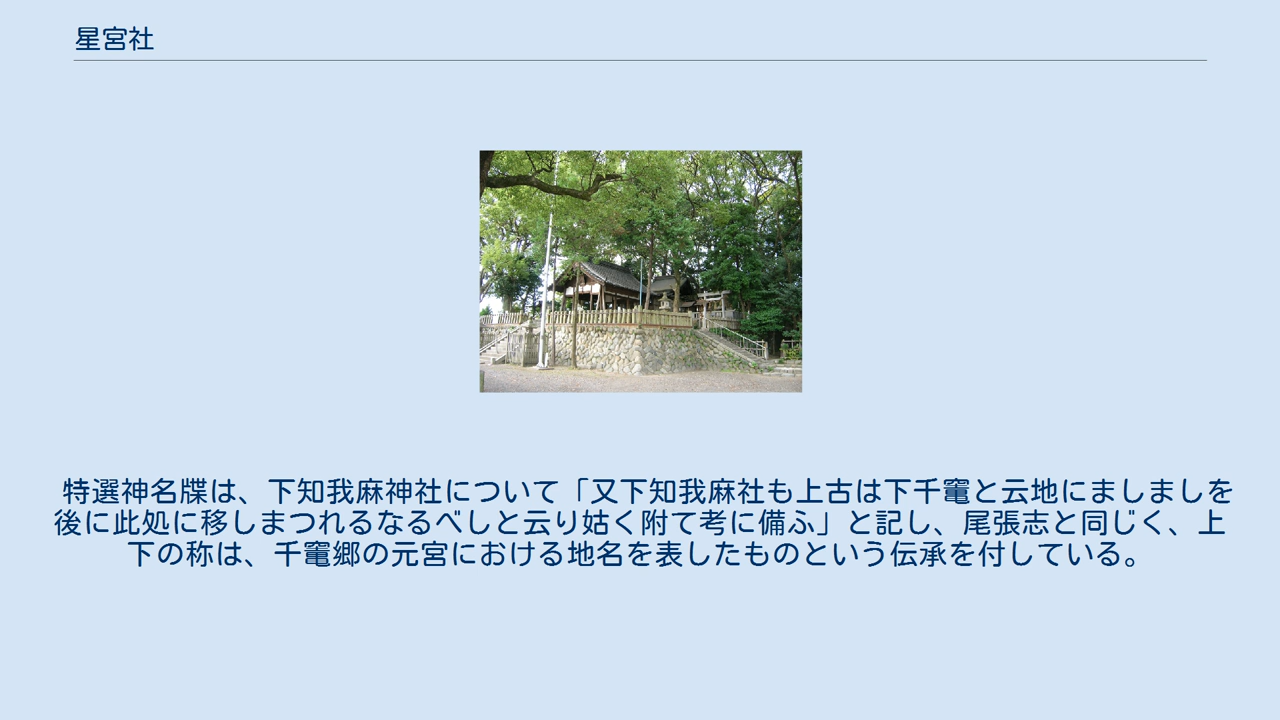 星宮社
特選神名牒は、下知我麻神社について「又下知我麻社も上古は下千竃と云地にましましを
後に此処に移しまつれるなるべしと云り姑く附て考に備ふ」と記し、尾張志と同じく、上
下の称は、千竃郷の元宮における地名を表したものという伝承を付している。